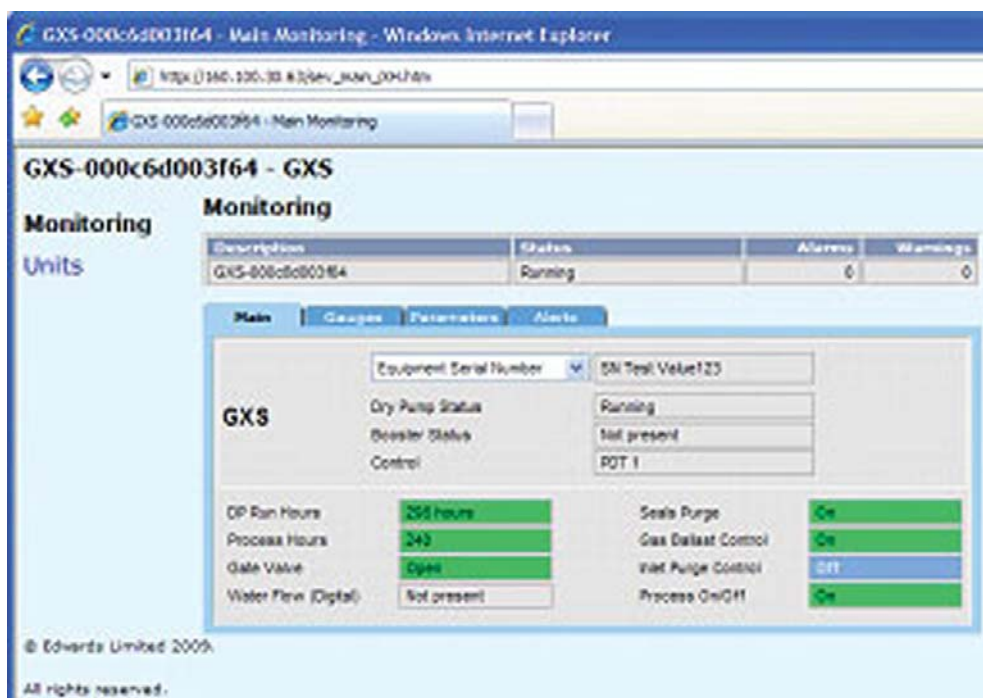 GXS-000c6d003f64 - Main Monitoring - Windows Internet Explorer
GXS-000c6d003f64 - Main Monitoring
GXS-000c6d003f64 - GXS
Monitoring
Units
Monitoring
Description Status Alarms Warnings
GXS-000c6d003f64 Running 0 0
Main Gauges Parameters Alerts
Equipment Serial Number SN Test Value123
GXS
Dry Pump Status Running
Booster Status Not present
Control PDT 1
DP Run Hours hours Seals Purge On
Process Hours 243 Gas Ballast Control On
Gate Valve Open Inlet Purge Control Off
Water Flow (Digital) Not present Process On/Off On
© Edwards Limited 2009.
All rights reserved.